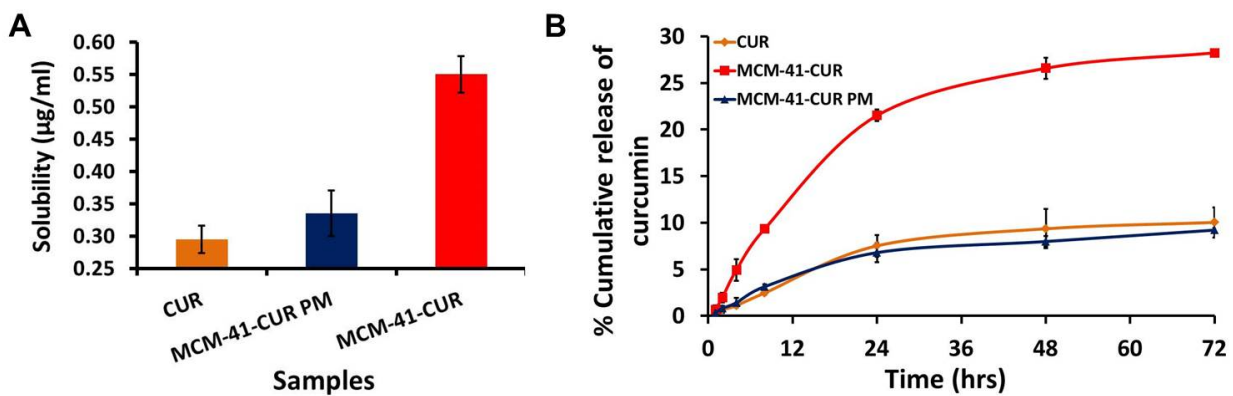 A
Solubility (µg/ml)
0.60
0.55
0.50
0.45
0.40
0.35
0.30
0.25
CUR
MCM-41-CUR PM
MCM-41-CUR
Samples
B
% Cumulative release of
curcumin
30
25
20
15
10
5
0
CUR
MCM-41-CUR
MCM-41-CUR PM
0 12 24 36 48 60 72
Time (hrs)